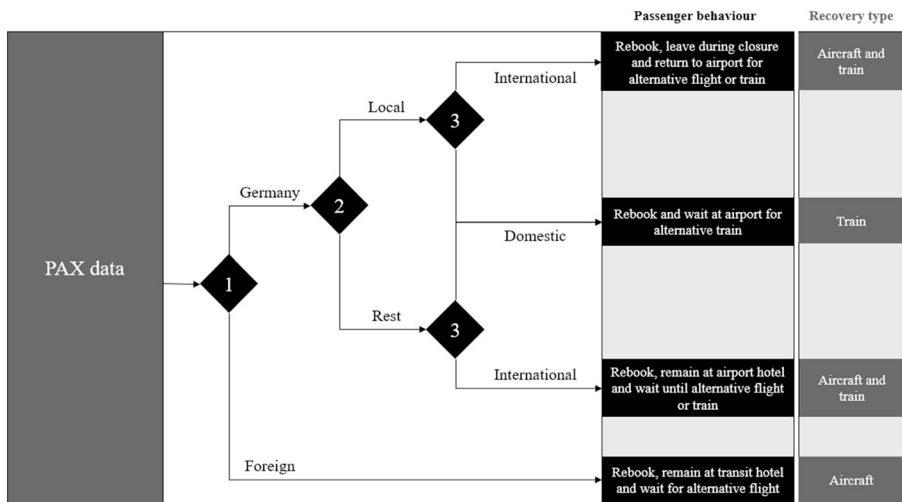 Passenger behaviour
Recovery type
PAX data
1
Germany
Foreign
2
Local
Rest
3
3
International
Domestic
International
Rebook, leave during closure
and return to airport for
alternative flight or train
Aircraft and
train
Rebook and wait at airport for
alternative train
Train
Rebook, remain at airport hotel
and wait until alternative flight
or train
Aircraft and
train
Rebook, remain at transit hotel
and wait for alternative flight
Aircraft